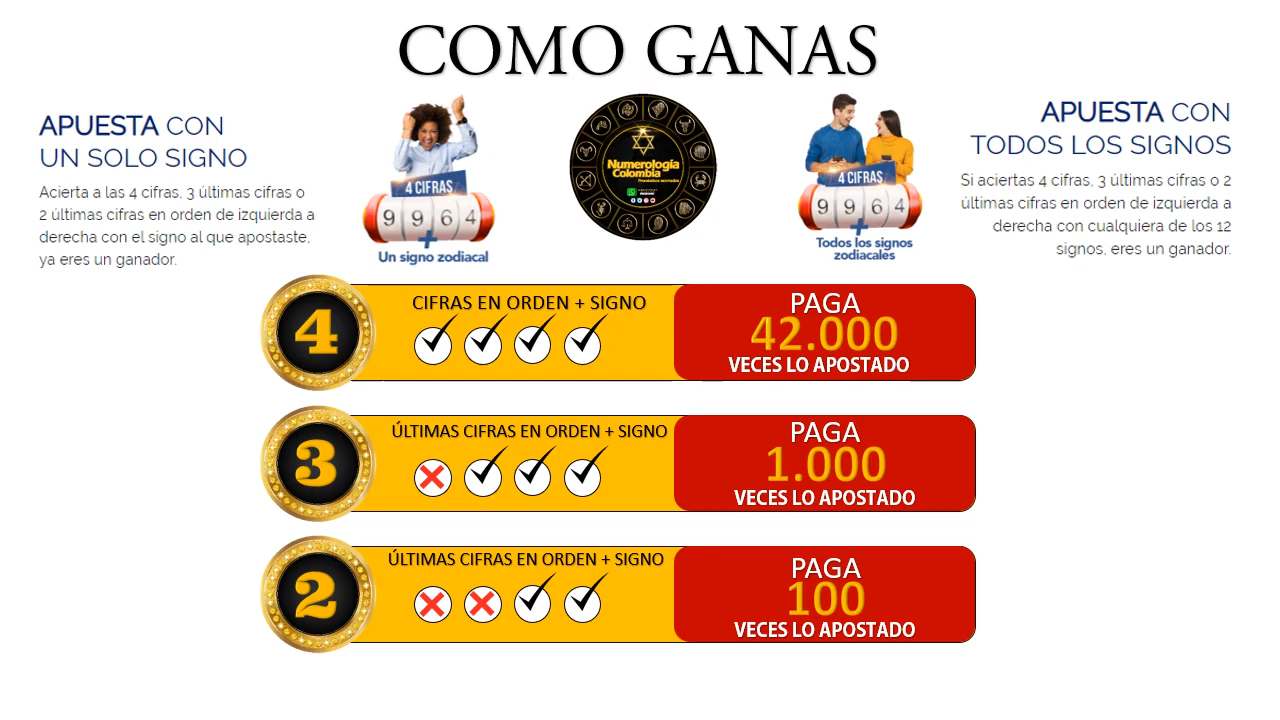 COMO GANAS
APUESTA CON
UN SOLO SIGNO
Acierta a las 4 cifras, 3 últimas cifras o
2 últimas cifras en orden de izquierda a
derecha con el signo al que apostaste,
ya eres un ganador.
4 CIFRAS
9 9 6 4
+
Un signo zodiacal
Numerología
Colombia
4 CIFRAS
9 9 6 4
+
Todos los signos
zodiacales
APUESTA CON
TODOS LOS SIGNOS
Si aciertas 4 cifras, 3 últimas cifras o 2
últimas cifras en orden de izquierda a
derecha con cualquiera de los 12
signos, eres un ganador.
4
CIFRAS EN ORDEN + SIGNO
PAGA
42.000
VECES LO APOSTADO
3
ÚLTIMAS CIFRAS EN ORDEN + SIGNO
PAGA
1.000
VECES LO APOSTADO
2
ÚLTIMAS CIFRAS EN ORDEN + SIGNO
PAGA
100
VECES LO APOSTADO